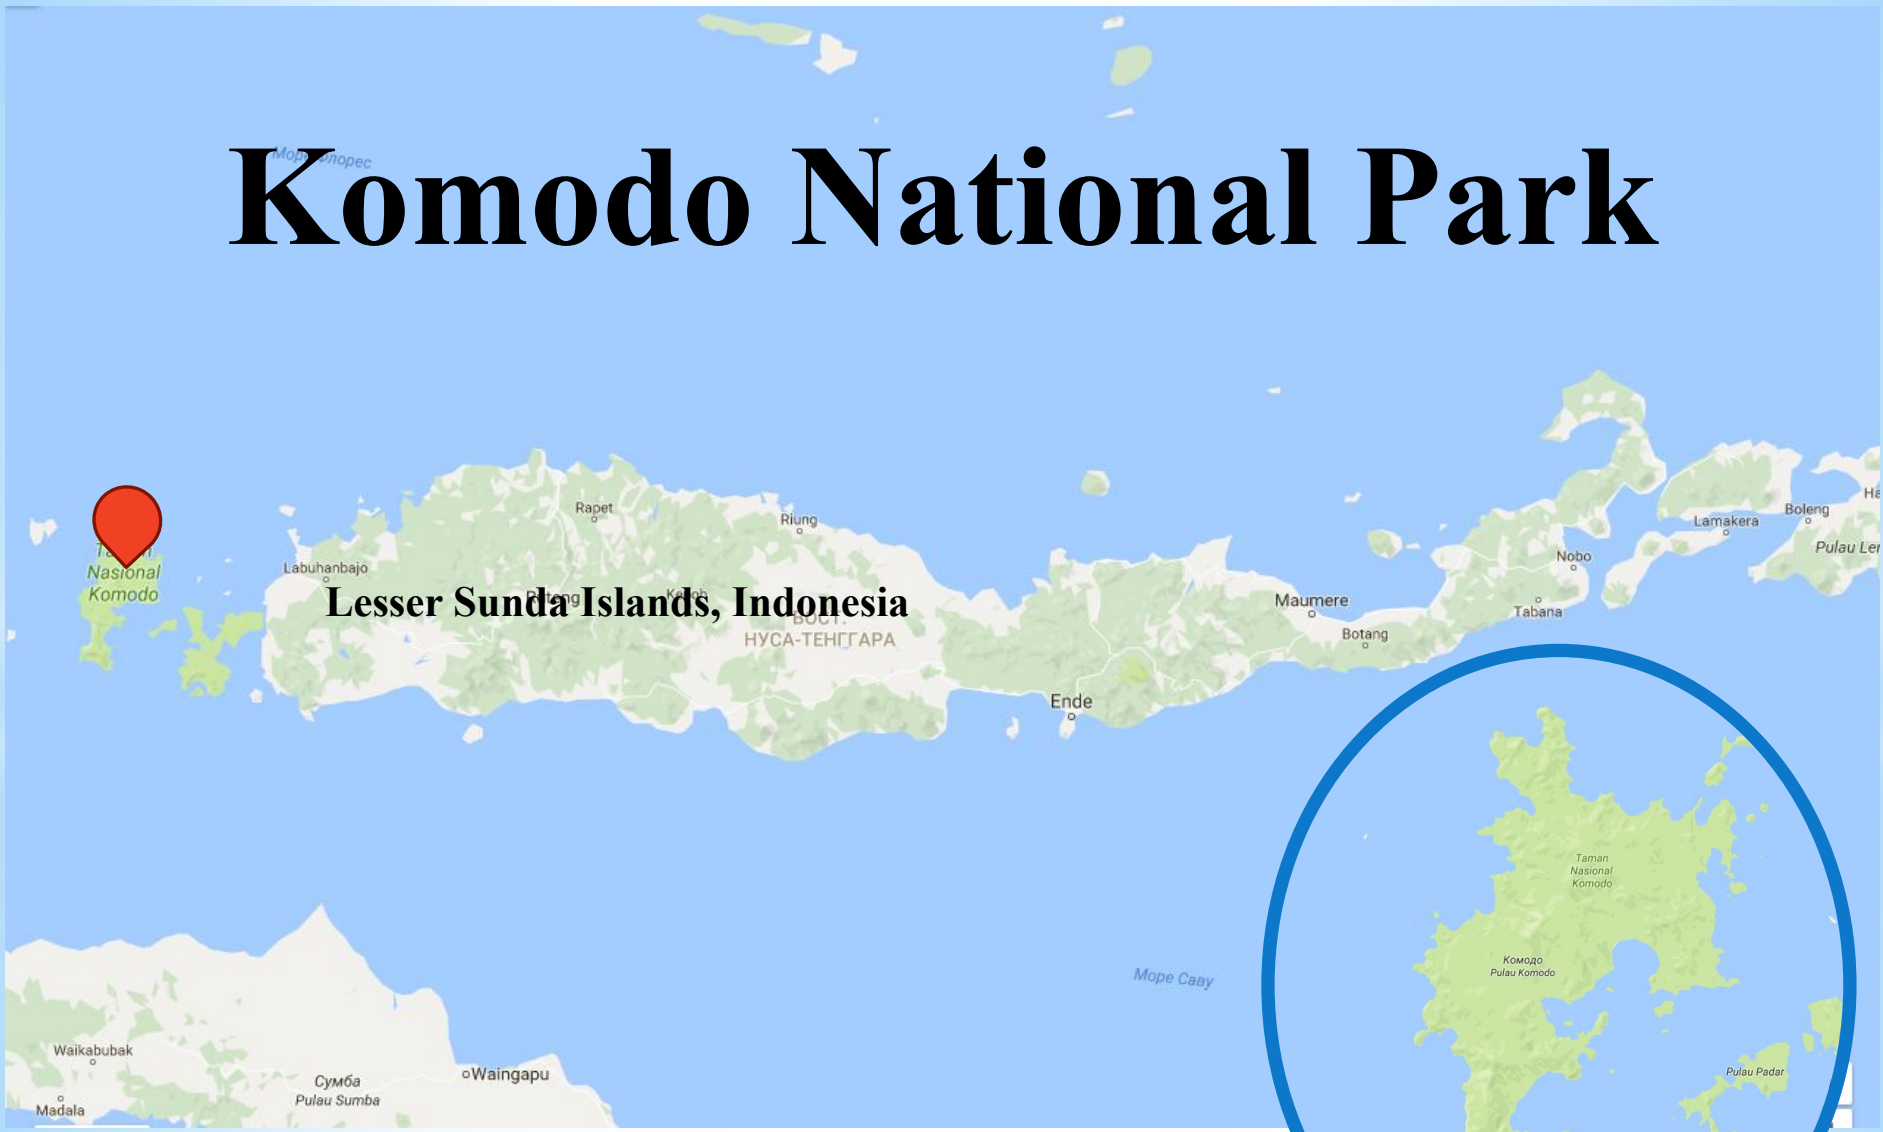 Море Флорес
Komodo National Park
Rapet
Riung
Boleng
Lamakera
Pulau
Nasional
Komodo
Labuhanbajo
Nobo
Lesser Sunda Islands, Indonesia
ВОСТ.
НУСА-ТЕНГГАРА
Maumere
Tabana
Botang
Ende
Taman
Nasional
Komodo
Комодо
Pulau Komodo
Море Саву
Waikabubak
Madala
Сумба
Pulau Sumba
Waingapu
Pulau Padar